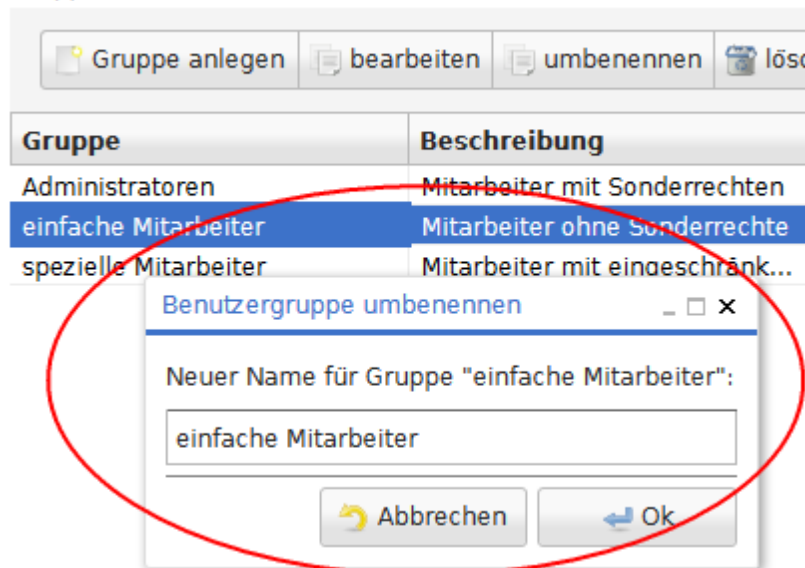 Gruppe anlegen bearbeiten umbenennen
Gruppe Beschreibung
Administratoren Mitarbeiter mit Sonderrechten
einfache Mitarbeiter Mitarbeiter ohne Sonderrechte
spezielle Mitarbeiter Mitarbeiter mit eingeschränk...
Benutzergruppe umbenennen
Neuer Name für Gruppe "einfache Mitarbeiter":
einfache Mitarbeiter
Abbrechen Ok